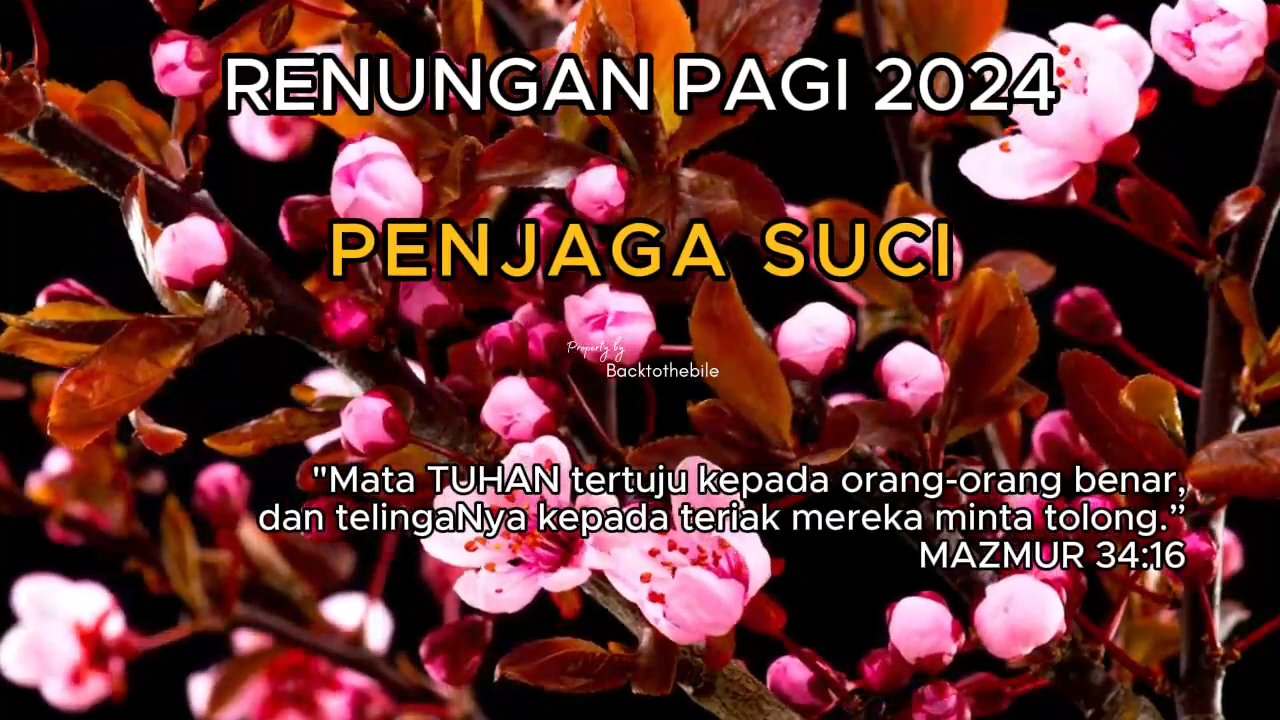 RENUNGAN PAGI 2024
PENJAGA SUCI
Property by
Backtothebile
"Mata TUHAN tertuju kepada orang-orang benar,
dan telingaNya kepada teriak mereka minta tolong.”
MAZMUR 34:16